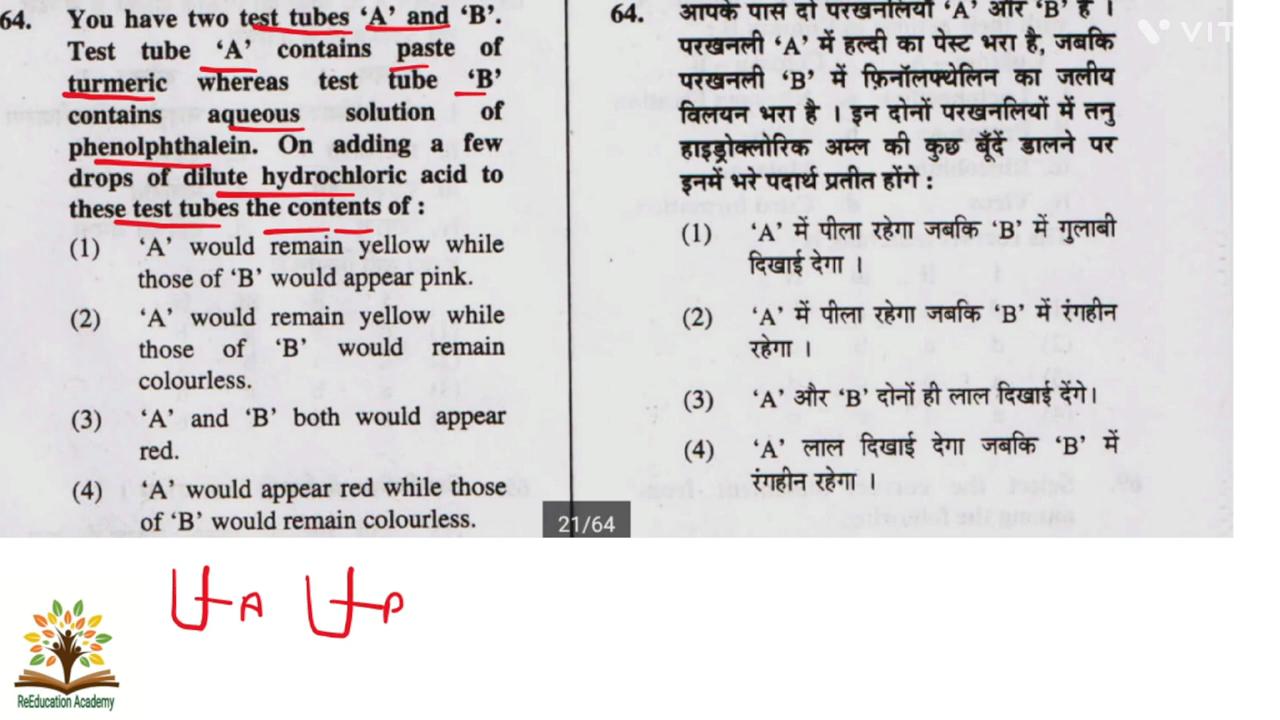 64. You have two test tubes 'A' and 'B'.
Test tube 'A' contains paste of
turmeric whereas test tube 'B'
contains aqueous solution of
phenolphthalein. On adding a few
drops of dilute hydrochloric acid to
these test tubes the contents of :
(1) 'A' would remain yellow while
those of 'B' would appear pink.
(2) 'A' would remain yellow while
those of 'B' would remain
colourless.
(3) 'A' and 'B' both would appear
red.
(4) 'A' would appear red while those
of 'B' would remain colourless.
64. आपके पास दो परखनलियाँ 'A' और 'B' हैं ।
परखनली 'A' में हल्दी का पेस्ट भरा है, जबकि
परखनली 'B' में फ़िनॉलफ्थेलिन का जलीय
विलयन भरा है । इन दोनों परखनलियों में तनु
हाइड्रोक्लोरिक अम्ल की कुछ बूँदें डालने पर
इनमें भरे पदार्थ प्रतीत होंगे :
(1) 'A' में पीला रहेगा जबकि 'B' में गुलाबी
दिखाई देगा ।
(2) 'A' में पीला रहेगा जबकि 'B' में रंगहीन
रहेगा ।
(3) 'A' और 'B' दोनों ही लाल दिखाई देंगे।
(4) 'A' लाल दिखाई देगा जबकि 'B' में
रंगहीन रहेगा ।
21/64
VIT
A
ReEducation Academy